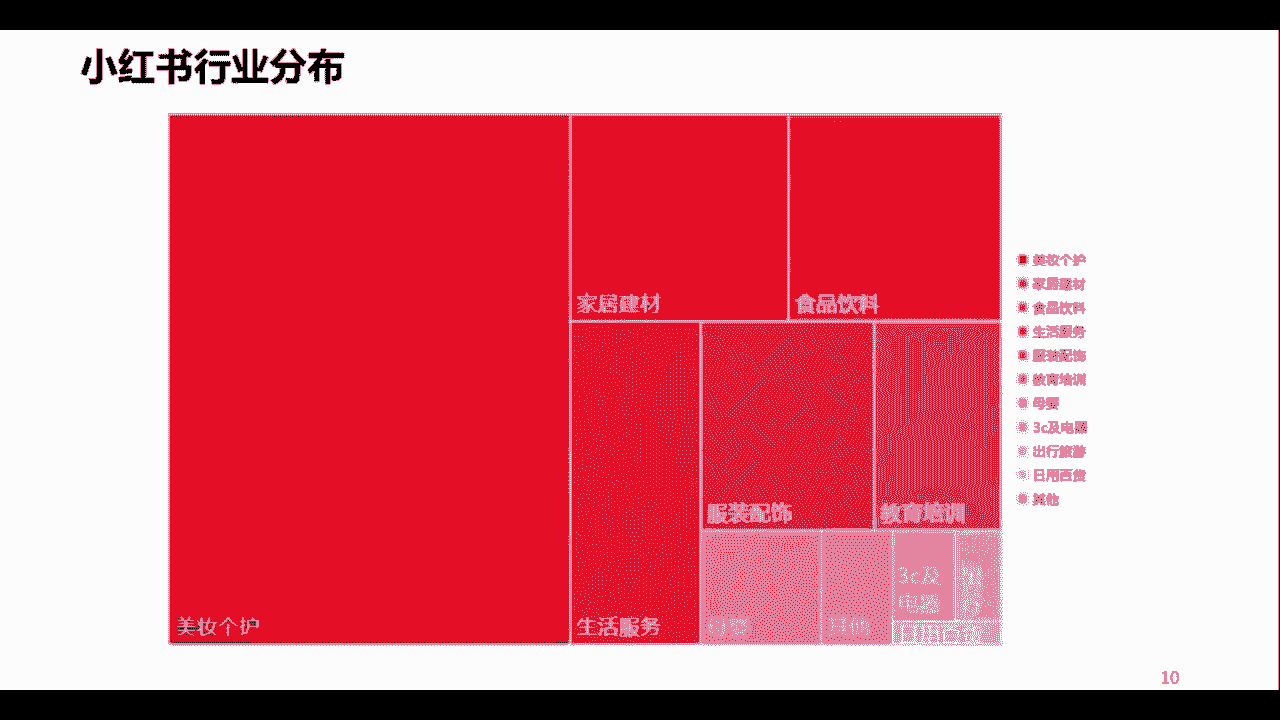 小红书行业分布
家居建材
食品饮料
美妆个护
生活服务
服装配饰
教育培训
母婴
其他
3c及
电器
美妆个护
家居建材
食品饮料
生活服务
服装配饰
教育培训
母婴
3c及电器
出行旅游
日用百货
其他
10